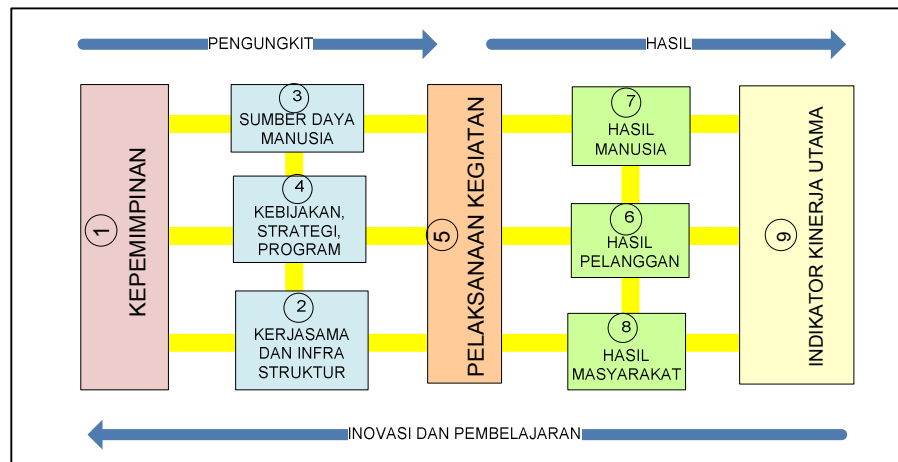 PENGUNGKIT
HASIL
1
KEPEMIMPINAN
3
SUMBER DAYA
MANUSIA
4
KEBIJAKAN,
STRATEGI,
PROGRAM
2
KERJASAMA
DAN INFRA
STRUKTUR
5
PELAKSANAAN KEGIATAN
7
HASIL
MANUSIA
6
HASIL
PELANGGAN
8
HASIL
MASYARAKAT
9
INDIKATOR KINERJA UTAMA
INOVASI DAN PEMBELAJARAN